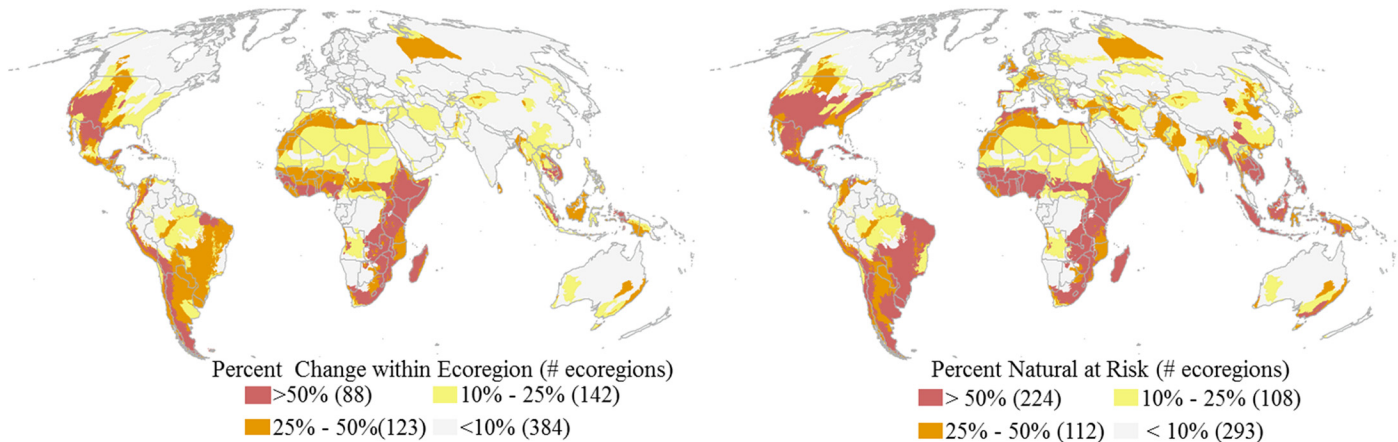 Percent Change within Ecoregion (# ecoregions)
>50% (88) 10% - 25% (142)
25% - 50%(123) <10% (384)
Percent Natural at Risk (# ecoregions)
> 50% (224) 10% - 25% (108)
25% - 50% (112) < 10% (293)